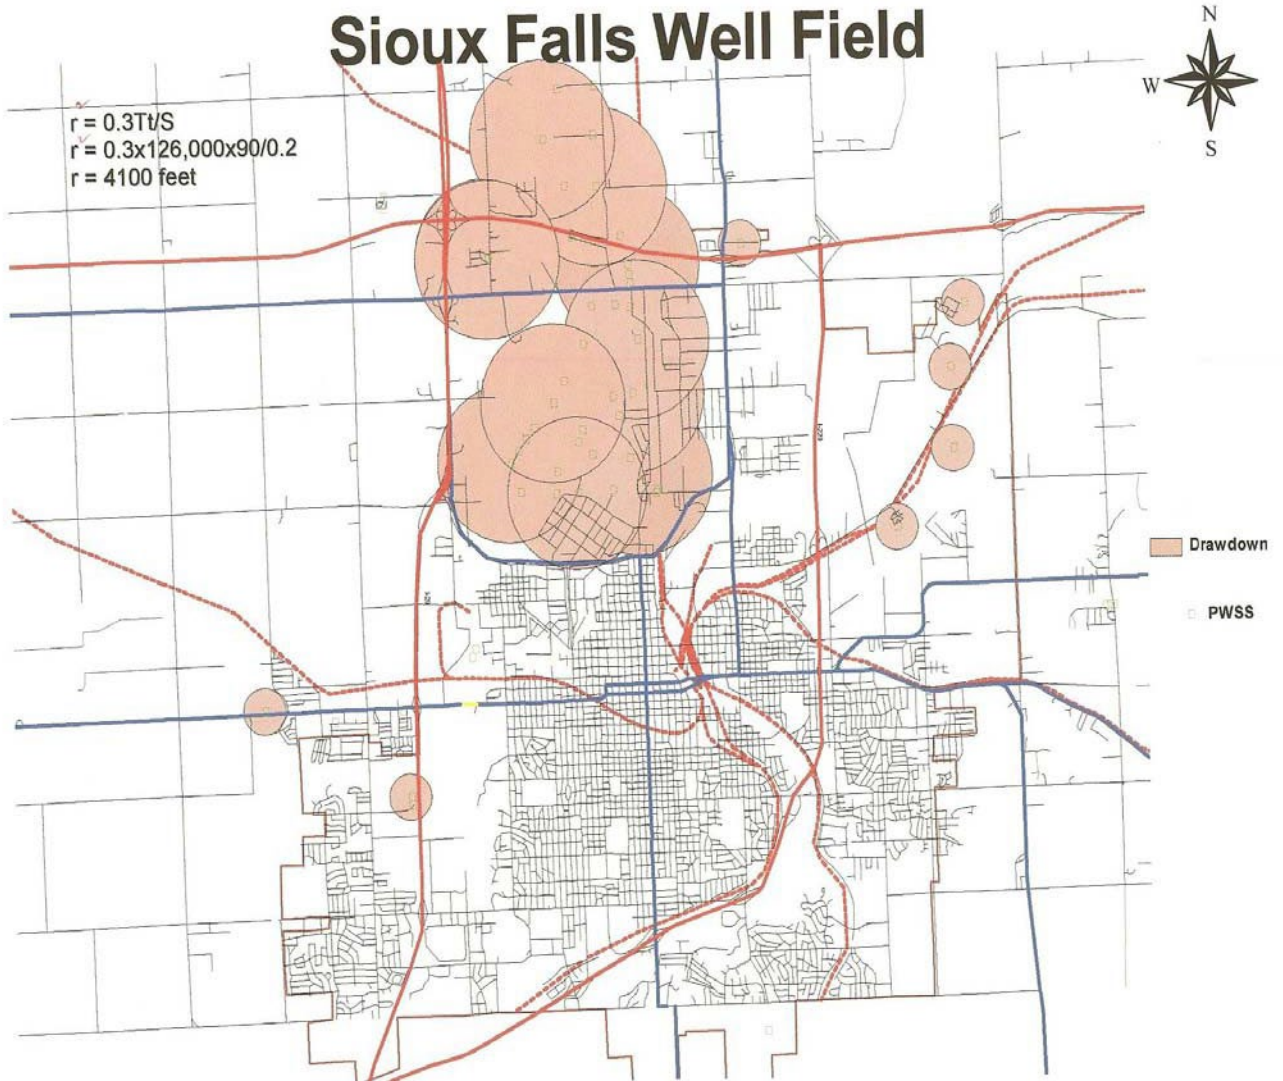 Sioux Falls Well Field
N
W
S
r = 0.3Tt/S
r = 0.3x126,000x90/0.2
r = 4100 feet
Drawdown
PWSS